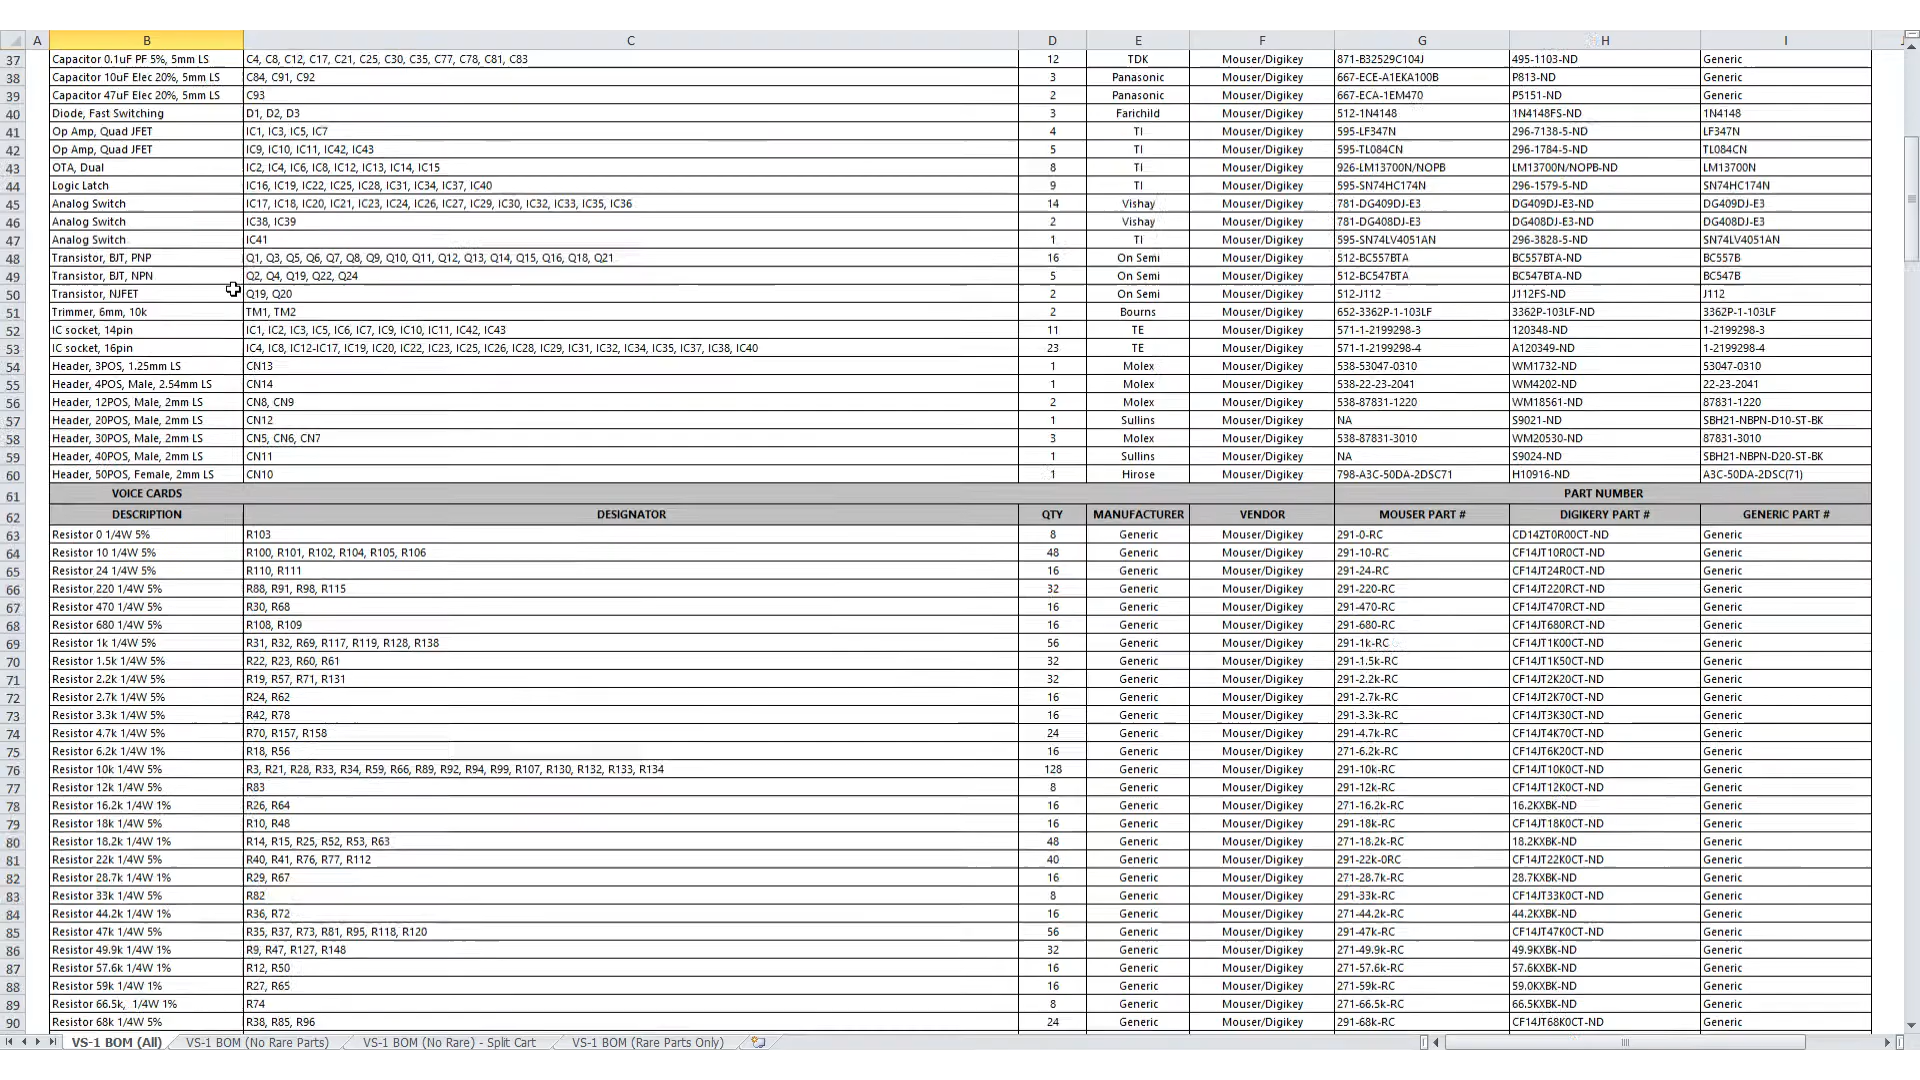 A B C D E F G H I
37 Capacitor 0.1uF PF 5%, 5mm LS C4, C8, C12, C17, C21, C25, C30, C35, C77, C78, C81, C83 12 TDK Mouser/Digikey 871-B32529C104J 495-1103-ND Generic
38 Capacitor 10uF Elec 20%, 5mm LS C84, C91, C92 3 Panasonic Mouser/Digikey 667-ECE-A1EKA100B P813-ND Generic
39 Capacitor 47uF Elec 20%, 5mm LS C93 2 Panasonic Mouser/Digikey 667-ECA-1EM470 P5151-ND Generic
40 Diode, Fast Switching D1, D2, D3 3 Farichild Mouser/Digikey 512-1N4148 1N4148FS-ND 1N4148
41 Op Amp, Quad JFET IC1, IC3, IC5, IC7 4 TI Mouser/Digikey 595-LF347N 296-7138-5-ND LF347N
42 Op Amp, Quad JFET IC9, IC10, IC11, IC42, IC43 5 TI Mouser/Digikey 595-TL084CN 296-1784-5-ND TL084CN
43 OTA, Dual IC2, IC4, IC6, IC8, IC12, IC13, IC14, IC15 8 TI Mouser/Digikey 926-LM13700N/NOPB LM13700N/NOPB-ND LM13700N
44 Logic Latch IC16, IC19, IC22, IC25, IC28, IC31, IC34, IC37, IC40 9 TI Mouser/Digikey 595-SN74HC174N 296-1579-5-ND SN74HC174N
45 Analog Switch IC17, IC18, IC20, IC21, IC23, IC24, IC26, IC27, IC29, IC30, IC32, IC33, IC35, IC36 14 Vishay Mouser/Digikey 781-DG409DJ-E3 DG409DJ-E3-ND DG409DJ-E3
46 Analog Switch IC38, IC39 2 Vishay Mouser/Digikey 781-DG408DJ-E3 DG408DJ-E3-ND DG408DJ-E3
47 Analog Switch IC41 1 TI Mouser/Digikey 595-SN74LV4051AN 296-3828-5-ND SN74LV4051AN
48 Transistor, BJT, PNP Q1, Q3, Q5, Q6, Q7, Q8, Q9, Q10, Q11, Q12, Q13, Q14, Q15, Q16, Q18, Q21 16 On Semi Mouser/Digikey 512-BC557BTA BC557BTA-ND BC557B
49 Transistor, BJT, NPN Q2, Q4, Q19, Q22, Q24 5 On Semi Mouser/Digikey 512-BC547BTA BC547BTA-ND BC547B
50 Transistor, NJFET Q19, Q20 2 On Semi Mouser/Digikey 512-J112 J112FS-ND J112
51 Trimmer, 6mm, 10k TM1, TM2 2 Bourns Mouser/Digikey 652-3362P-1-103LF 3362P-103LF-ND 3362P-1-103LF
52 IC socket, 14pin IC1, IC2, IC3, IC5, IC6, IC7, IC9, IC10, IC11, IC42, IC43 11 TE Mouser/Digikey 571-1-2199298-3 120348-ND 1-2199298-3
53 IC socket, 16pin IC4, IC8, IC12-IC17, IC19, IC20, IC22, IC23, IC25, IC26, IC28, IC29, IC31, IC32, IC34, IC35, IC37, IC38, IC40 23 TE Mouser/Digikey 571-1-2199298-4 A120349-ND 1-2199298-4
54 Header, 3POS, 1.25mm LS CN13 1 Molex Mouser/Digikey 538-53047-0310 WM1732-ND 53047-0310
55 Header, 4POS, Male, 2.54mm LS CN14 1 Molex Mouser/Digikey 538-22-23-2041 WM4202-ND 22-23-2041
56 Header, 12POS, Male, 2mm LS CN8, CN9 2 Molex Mouser/Digikey 538-87831-1220 WM18561-ND 87831-1220
57 Header, 20POS, Male, 2mm LS CN12 1 Sullins Mouser/Digikey NA S9021-ND SBH21-NBPN-D10-ST-BK
58 Header, 30POS, Male, 2mm LS CN5, CN6, CN7 3 Molex Mouser/Digikey 538-87831-3010 WM20530-ND 87831-3010
59 Header, 40POS, Male, 2mm LS CN11 1 Sullins Mouser/Digikey NA S9024-ND SBH21-NBPN-D20-ST-BK
60 Header, 50POS, Female, 2mm LS CN10 1 Hirose Mouser/Digikey 798-A3C-50DA-2DSC71 H10916-ND A3C-50DA-2DSC(71)
61 VOICE CARDS PART NUMBER
62 DESCRIPTION DESIGNATOR QTY MANUFACTURER VENDOR MOUSER PART # DIGIKERY PART # GENERIC PART #
63 Resistor 0 1/4W 5% R103 8 Generic Mouser/Digikey 291-0-RC CD14ZT0R00CT-ND Generic
64 Resistor 10 1/4W 5% R100, R101, R102, R104, R105, R106 48 Generic Mouser/Digikey 291-10-RC CF14JT10R0CT-ND Generic
65 Resistor 24 1/4W 5% R110, R111 16 Generic Mouser/Digikey 291-24-RC CF14JT24R0CT-ND Generic
66 Resistor 220 1/4W 5% R88, R91, R98, R115 32 Generic Mouser/Digikey 291-220-RC CF14JT220RCT-ND Generic
67 Resistor 470 1/4W 5% R30, R68 16 Generic Mouser/Digikey 291-470-RC CF14JT470RCT-ND Generic
68 Resistor 680 1/4W 5% R108, R109 16 Generic Mouser/Digikey 291-680-RC CF14JT680RCT-ND Generic
69 Resistor 1k 1/4W 5% R31, R32, R69, R117, R119, R128, R138 56 Generic Mouser/Digikey 291-1k-RC CF14JT1K00CT-ND Generic
70 Resistor 1.5k 1/4W 5% R22, R23, R60, R61 32 Generic Mouser/Digikey 291-1.5k-RC CF14JT1K50CT-ND Generic
71 Resistor 2.2k 1/4W 5% R19, R57, R71, R131 32 Generic Mouser/Digikey 291-2.2k-RC CF14JT2K20CT-ND Generic
72 Resistor 2.7k 1/4W 5% R24, R62 16 Generic Mouser/Digikey 291-2.7k-RC CF14JT2K70CT-ND Generic
73 Resistor 3.3k 1/4W 5% R42, R78 16 Generic Mouser/Digikey 291-3.3k-RC CF14JT3K30CT-ND Generic
74 Resistor 4.7k 1/4W 5% R70, R157, R158 24 Generic Mouser/Digikey 291-4.7k-RC CF14JT4K70CT-ND Generic
75 Resistor 6.2k 1/4W 1% R18, R56 16 Generic Mouser/Digikey 271-6.2k-RC CF14JT6K20CT-ND Generic
76 Resistor 10k 1/4W 5% R3, R21, R28, R33, R34, R59, R66, R89, R92, R94, R99, R107, R130, R132, R133, R134 128 Generic Mouser/Digikey 291-10k-RC CF14JT10K0CT-ND Generic
77 Resistor 12k 1/4W 5% R83 8 Generic Mouser/Digikey 291-12k-RC CF14JT12K0CT-ND Generic
78 Resistor 16.2k 1/4W 1% R26, R64 16 Generic Mouser/Digikey 271-16.2k-RC 16.2KXBK-ND Generic
79 Resistor 18k 1/4W 5% R10, R48 16 Generic Mouser/Digikey 291-18k-RC CF14JT18K0CT-ND Generic
80 Resistor 18.2k 1/4W 1% R14, R15, R25, R52, R53, R63 48 Generic Mouser/Digikey 271-18.2k-RC 18.2KXBK-ND Generic
81 Resistor 22k 1/4W 5% R40, R41, R76, R77, R112 40 Generic Mouser/Digikey 291-22k-0RC CF14JT22K0CT-ND Generic
82 Resistor 28.7k 1/4W 1% R29, R67 16 Generic Mouser/Digikey 271-28.7k-RC 28.7KXBK-ND Generic
83 Resistor 33k 1/4W 5% R82 8 Generic Mouser/Digikey 291-33k-RC CF14JT33K0CT-ND Generic
84 Resistor 44.2k 1/4W 1% R36, R72 16 Generic Mouser/Digikey 271-44.2k-RC 44.2KXBK-ND Generic
85 Resistor 47k 1/4W 5% R35, R37, R73, R81, R95, R118, R120 56 Generic Mouser/Digikey 291-47k-RC CF14JT47K0CT-ND Generic
86 Resistor 49.9k 1/4W 1% R9, R47, R127, R148 32 Generic Mouser/Digikey 271-49.9k-RC 49.9KXBK-ND Generic
87 Resistor 57.6k 1/4W 1% R12, R50 16 Generic Mouser/Digikey 271-57.6k-RC 57.6KXBK-ND Generic
88 Resistor 59k 1/4W 1% R27, R65 16 Generic Mouser/Digikey 271-59k-RC 59.0KXBK-ND Generic
89 Resistor 66.5k, 1/4W 1% R74 8 Generic Mouser/Digikey 271-66.5k-RC 66.5KXBK-ND Generic
90 Resistor 68k 1/4W 5% R38, R85, R96 24 Generic Mouser/Digikey 291-68k-RC CF14JT68K0CT-ND Generic
VS-1 BOM (All) VS-1 BOM (No Rare Parts) VS-1 BOM (No Rare) - Split Cart VS-1 BOM (Rare Parts Only)